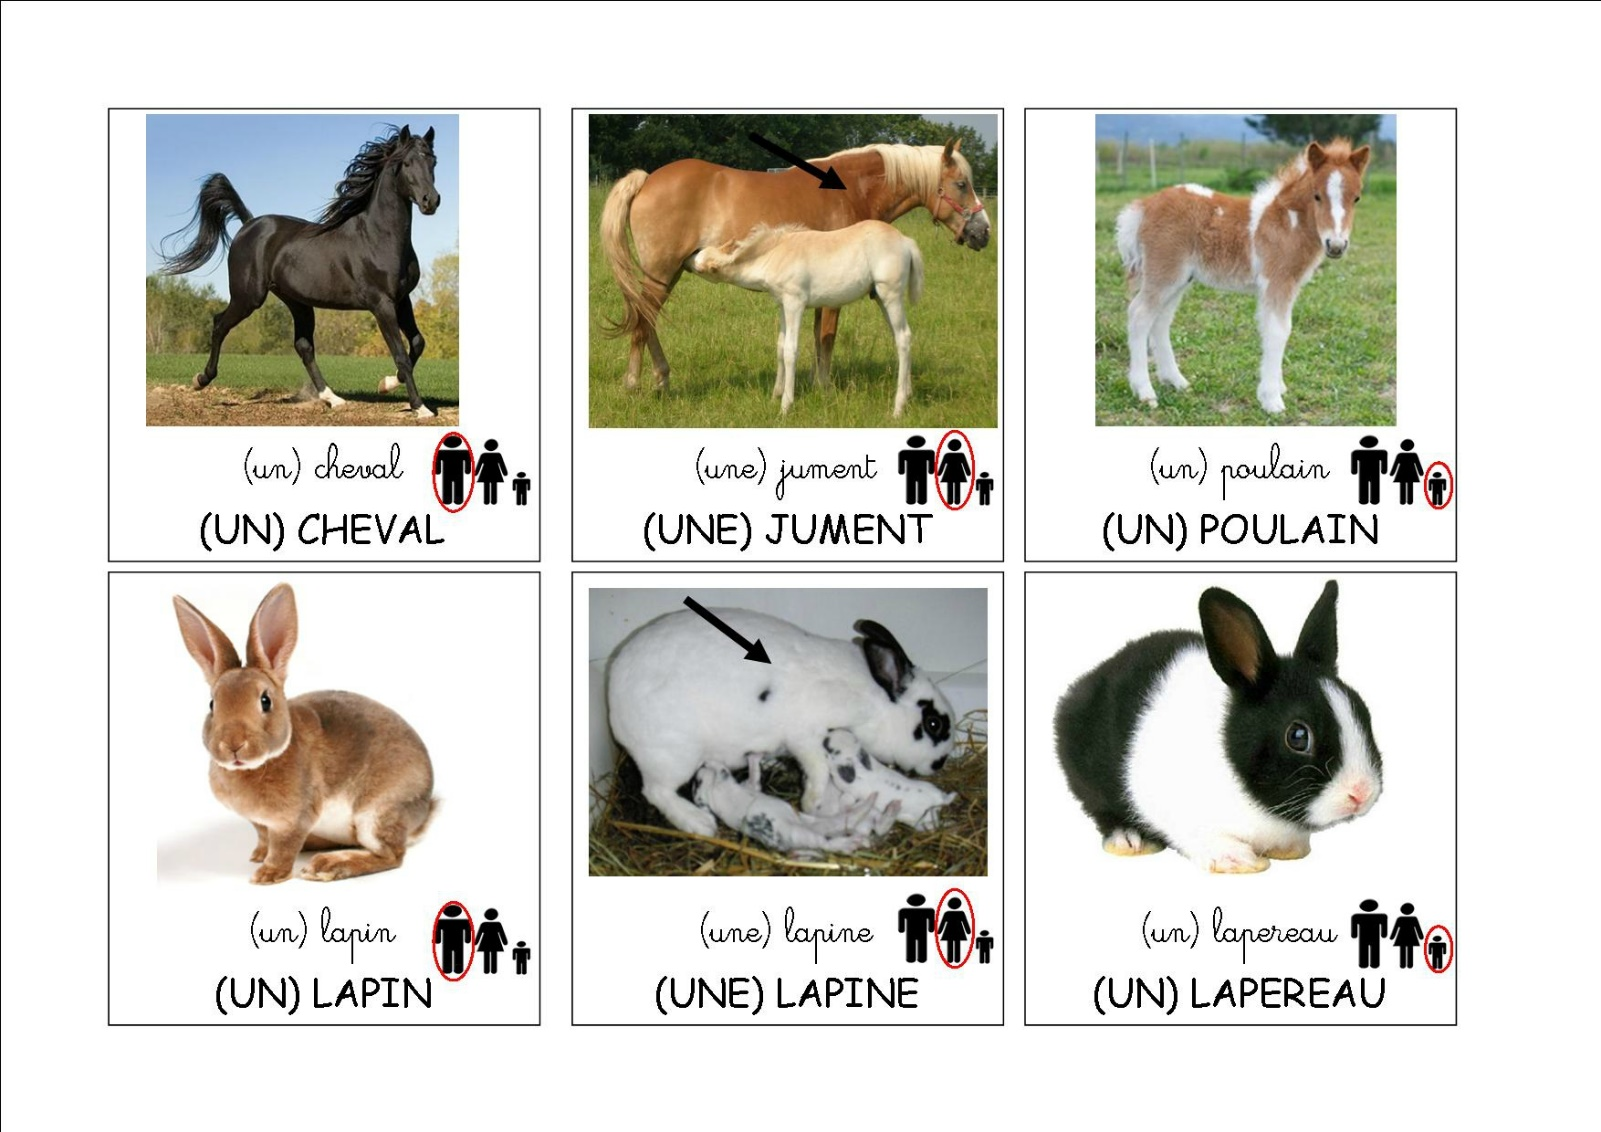 (un) cheval
(UN) CHEVAL
(une) jument
(UNE) JUMENT
(un) poulain
(UN) POULAIN
(un) lapin
(UN) LAPIN
(une) lapine
(UNE) LAPINE
(un) lapereau
(UN) LAPEREAU